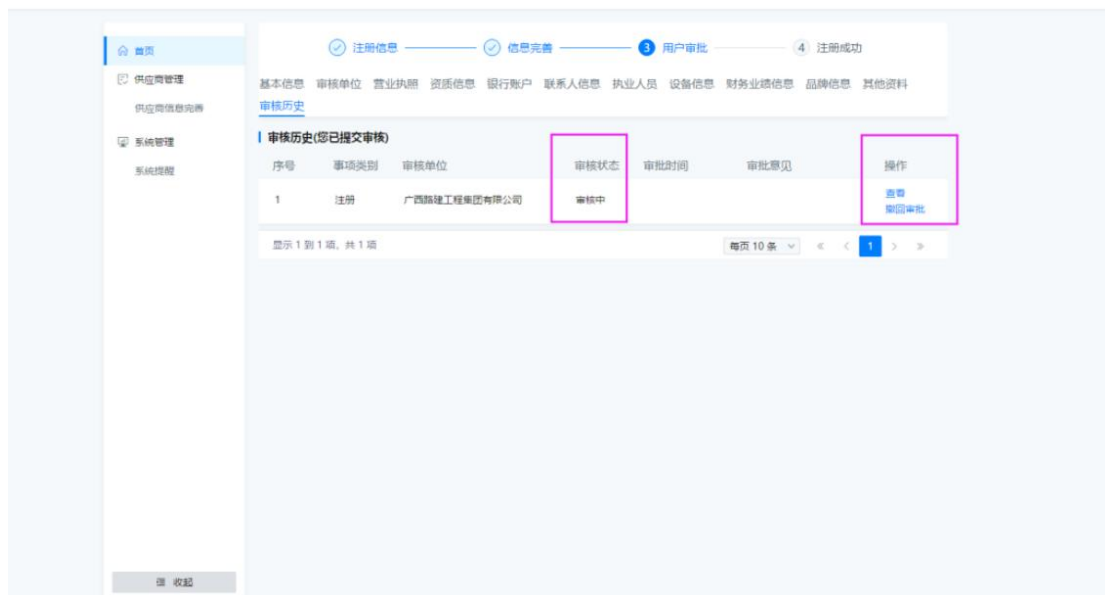 首页
供应商管理
供应商信息完善
系统管理
系统提醒
收起
注册信息 信息完善 3 用户审批 4 注册成功
基本信息 审核单位 营业执照 资质信息 银行账户 联系人信息 执业人员 设备信息 财务业绩信息 品牌信息 其他资料
审核历史
审核历史(您已提交审核)
序号 事项类别 审核单位 审核状态 审批时间 审批意见 操作
1 注册 广西路建工程集团有限公司 审核中 查看
撤回审批
显示 1 到 1 项，共 1 项 每页 10 条 « < 1 > »